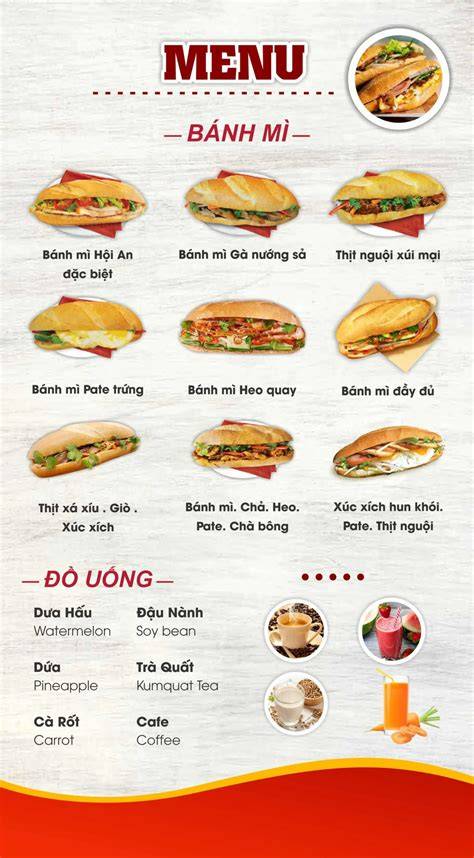 MENU
— BÁNH MÌ —
Bánh mì Hội An
đặc biệt
Bánh mì Gà nướng sả
Thịt nguội xúi mại
Bánh mì Pate trứng
Bánh mì Heo quay
Bánh mì đầy đủ
Thịt xá xíu . Giò .
Xúc xích
Bánh mì. Chả. Heo.
Pate. Chà bông
Xúc xích hun khói.
Pate. Thịt nguội
— ĐỒ UỐNG —
Dưa Hấu
Watermelon
Đậu Nành
Soy bean
Dứa
Pineapple
Trà Quất
Kumquat Tea
Cà Rốt
Carrot
Cafe
Coffee